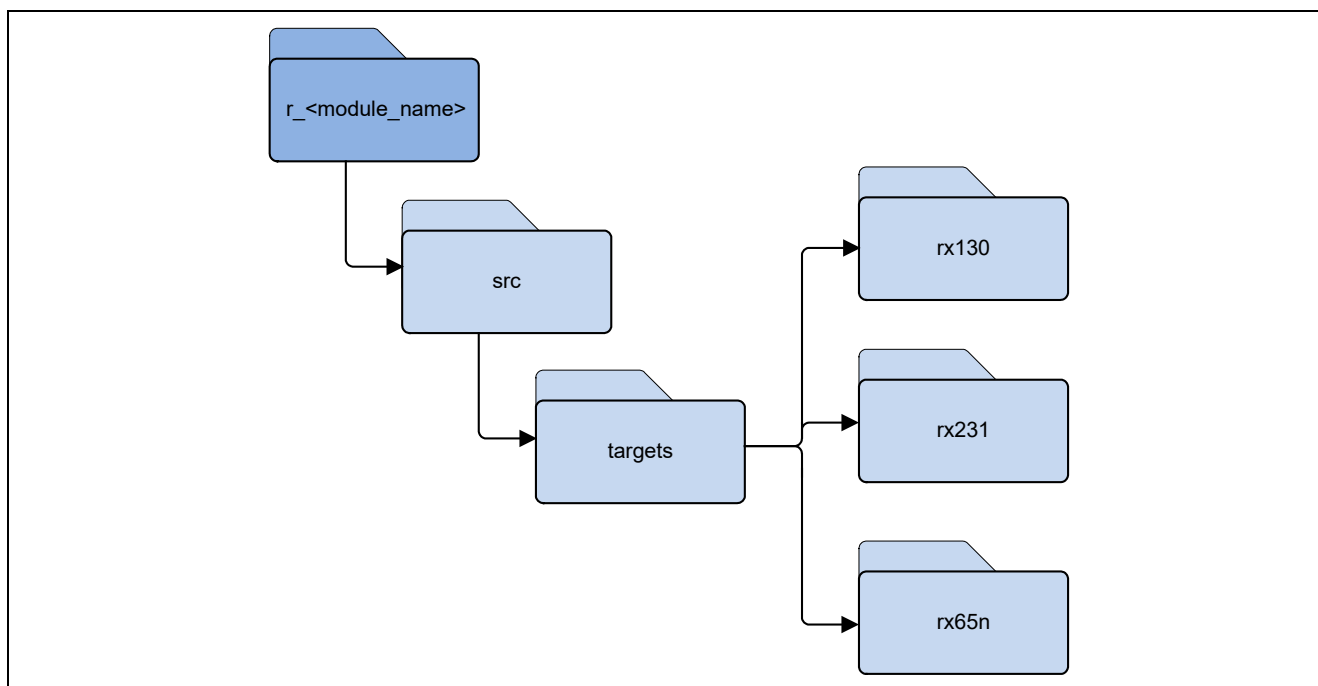 r_<module_name>
src
targets
rx130
rx231
rx65n